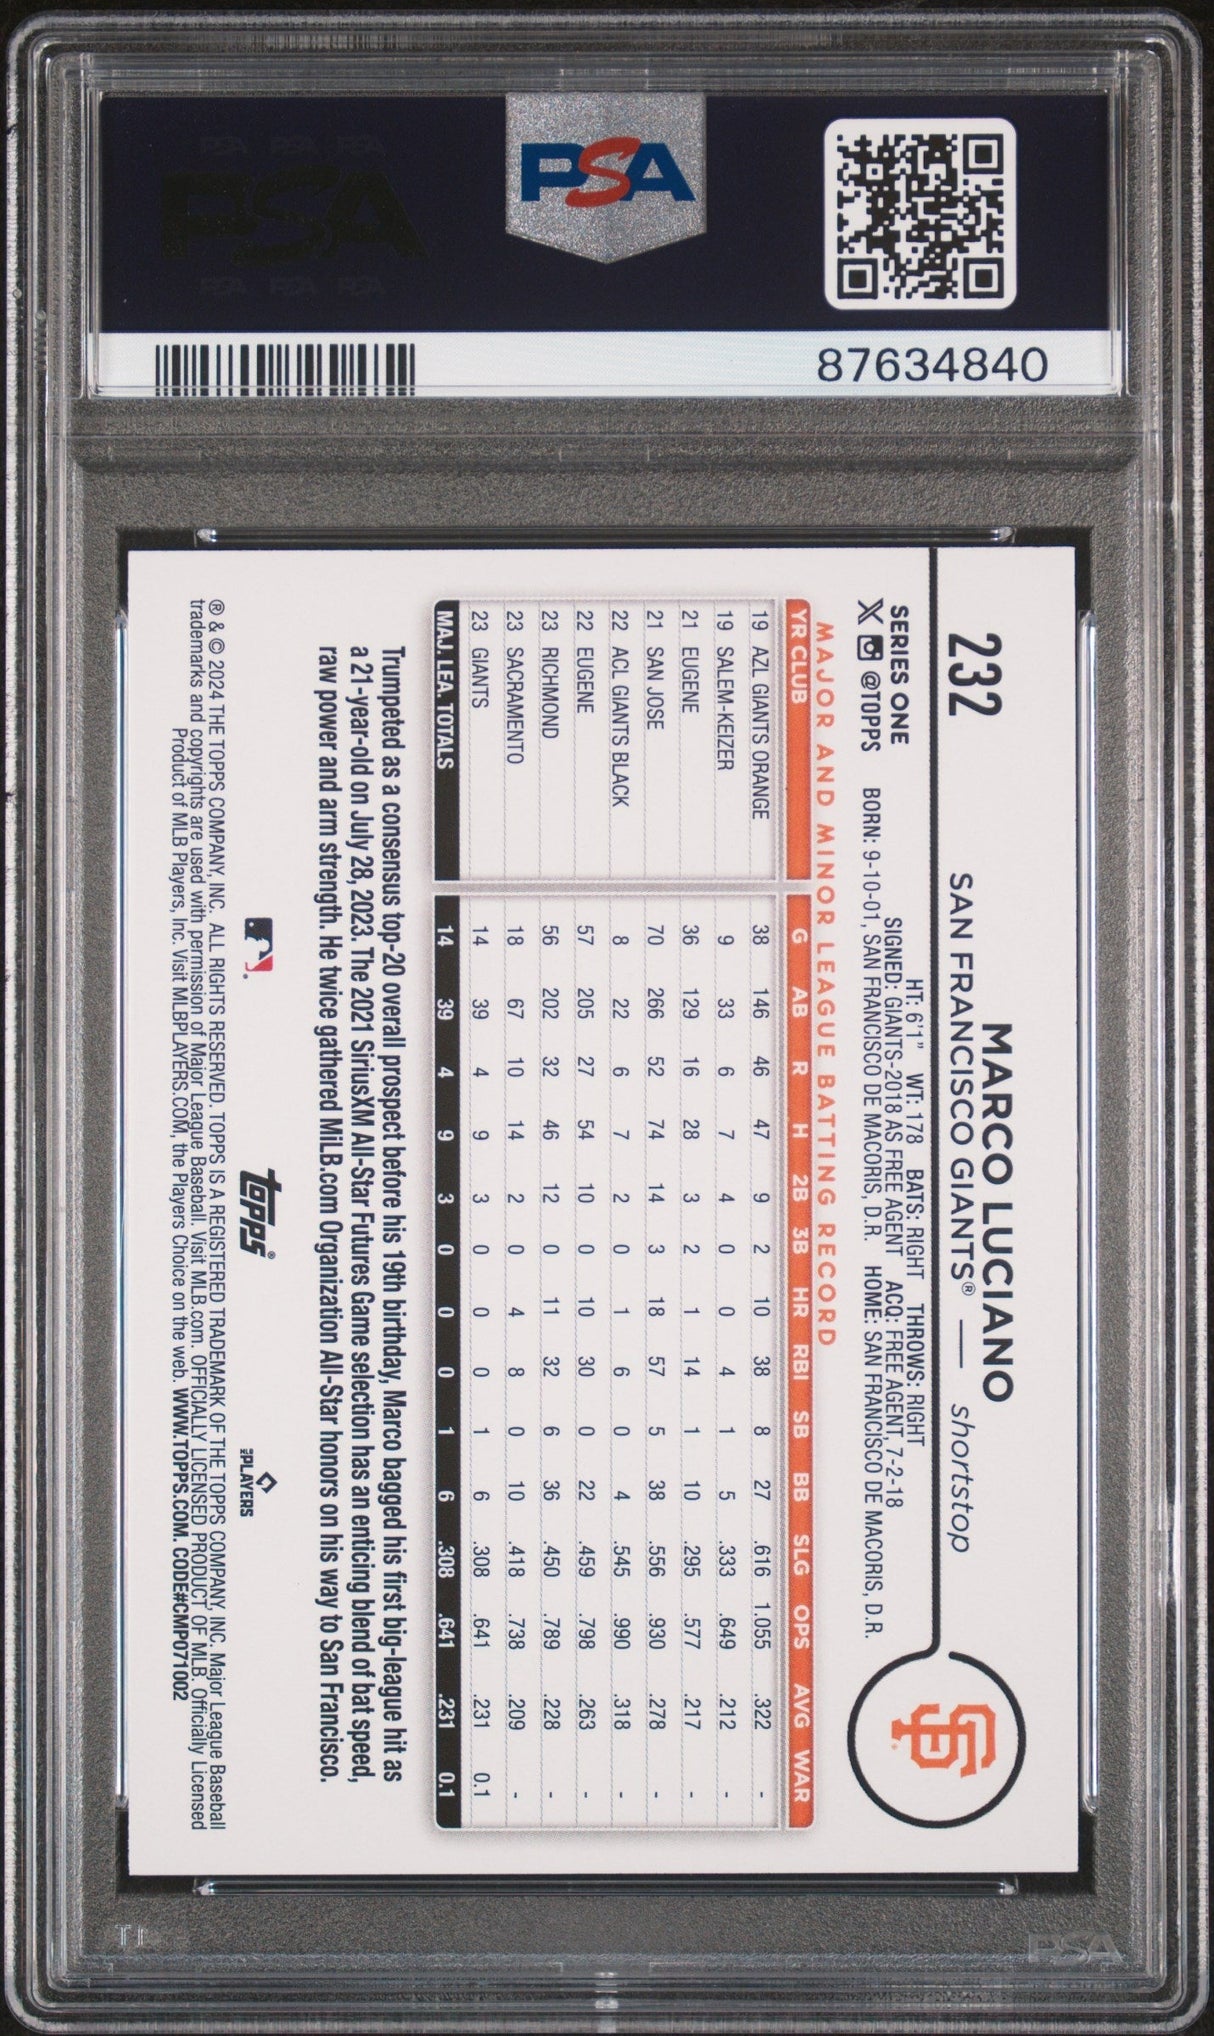 PSA PSA PSA
PSA
PSA PSA PSA
PSA
87634840
232
MARCO LUCIANO
SAN FRANCISCO GIANTS® — shortstop
SF
SERIES ONE
@TOPPS
HT: 6'1" WT: 178 BATS: RIGHT THROWS: RIGHT
SIGNED: GIANTS-2018 AS FREE AGENT ACQ: FREE AGENT, 7-2-18
BORN: 9-10-01, SAN FRANCISCO DE MACORIS, D.R. HOME: SAN FRANCISCO DE MACORIS, D.R.
MAJOR AND MINOR LEAGUE BATTING RECORD
YR CLUB G AB R H 2B 3B HR RBI SB BB SLG OPS AVG WAR
19 AZL GIANTS ORANGE 38 146 46 47 9 2 10 38 8 27 .616 1.055 .322 -
19 SALEM-KEIZER 9 33 6 7 4 0 0 4 1 5 .333 .649 .212 -
21 EUGENE 36 129 16 28 3 2 1 14 1 10 .295 .577 .217 -
21 SAN JOSE 70 266 52 74 14 3 18 57 5 38 .556 .930 .278 -
22 ACL GIANTS BLACK 8 22 6 7 2 0 1 6 0 4 .545 .990 .318 -
22 EUGENE 57 205 27 54 10 0 10 30 0 22 .459 .798 .263 -
23 RICHMOND 56 202 32 46 12 0 11 32 6 36 .450 .789 .228 -
23 SACRAMENTO 18 67 10 14 2 0 4 8 0 10 .418 .738 .209 -
23 GIANTS 14 39 4 9 3 0 0 0 1 6 .308 .641 .231 0.1
MAJ. LEA. TOTALS 14 39 4 9 3 0 0 0 1 6 .308 .641 .231 0.1
Trumpeted as a consensus top-20 overall prospect before his 19th birthday, Marco bagged his first big-league hit as
a 21-year-old on July 28, 2023. The 2021 SiriusXM All-Star Futures Game selection has an enticing blend of bat speed,
raw power and arm strength. He twice gathered MiLB.com Organization All-Star honors on his way to San Francisco.
topps®
PLAYERS
® & © 2024 THE TOPPS COMPANY, INC. ALL RIGHTS RESERVED. TOPPS IS A REGISTERED TRADEMARK OF THE TOPPS COMPANY, INC. Major League Baseball
trademarks and copyrights are used with permission of Major League Baseball. Visit MLB.com. OFFICIALLY LICENSED PRODUCT OF MLB. Officially Licensed
Product of MLB Players, Inc. Visit MLBPLAYERS.COM, the Players Choice on the web. WWW.TOPPS.COM. CODE#CMP071002
PSA